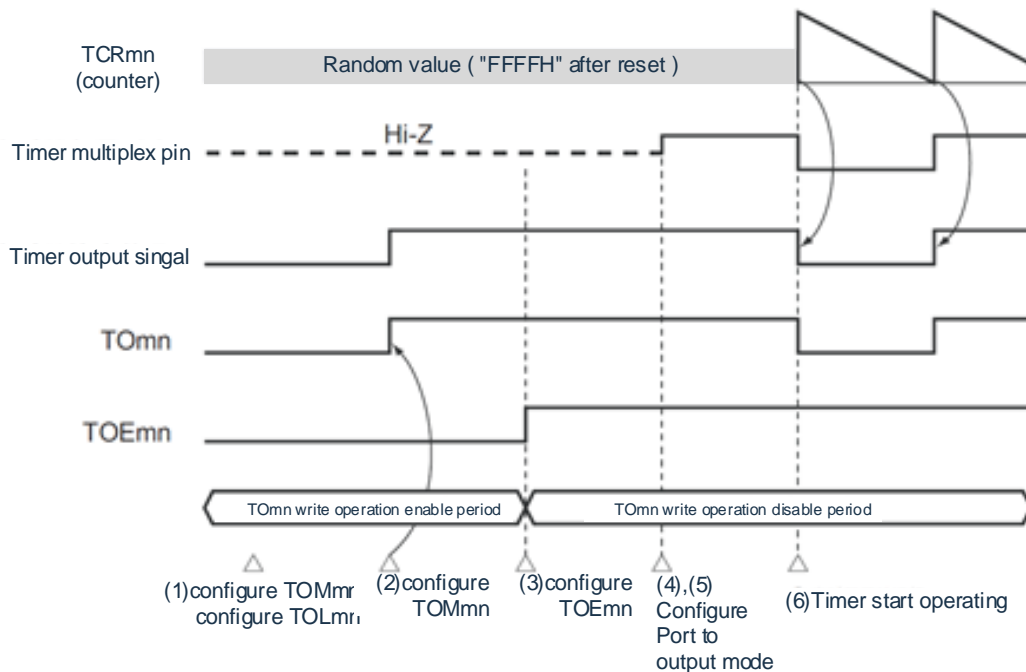 TCRmn
(counter)
Random value ( "FFFFH" after reset )
Hi-Z
Timer multiplex pin
Timer output singal
TOmn
TOEmn
TOmn write operation enable period
TOmn write operation disable period
(1)configure TOMmn
configure TOLmn
(2)configure
TOMmn
(3)configure
TOEmn
(4),(5)
Configure
Port to
output mode
(6)Timer start operating